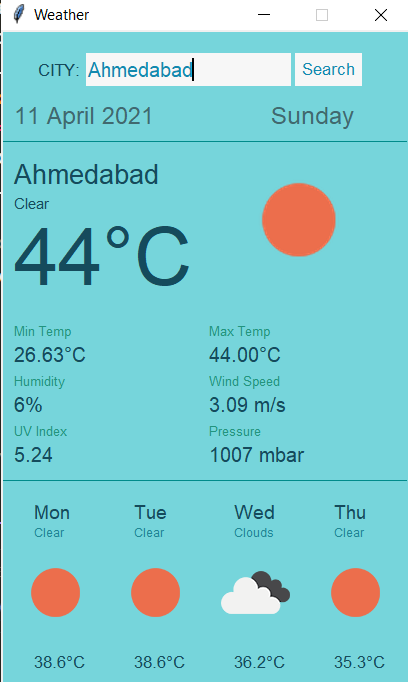 Weather
CITY: Ahmedabad Search
11 April 2021 Sunday
Ahmedabad
Clear
44°C
Min Temp Max Temp
26.63°C 44.00°C
Humidity Wind Speed
6% 3.09 m/s
UV Index Pressure
5.24 1007 mbar
Mon Tue Wed Thu
Clear Clear Clouds Clear
38.6°C 38.6°C 36.2°C 35.3°C